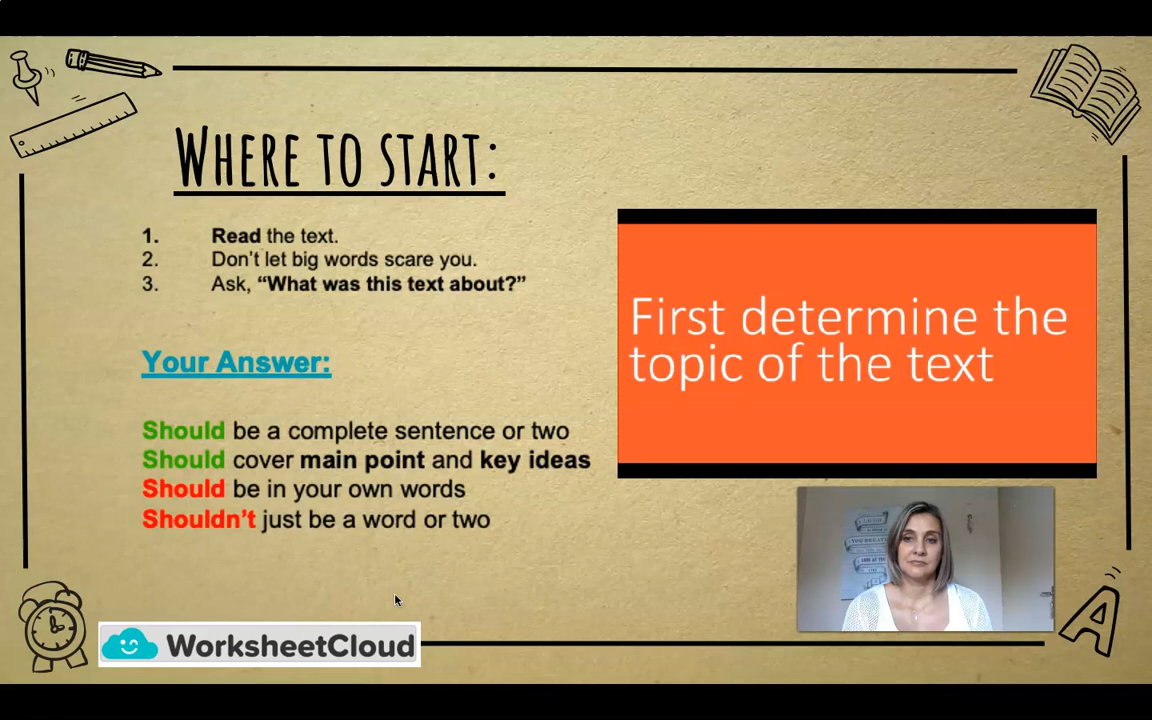 WHERE TO START:
1. Read the text.
2. Don't let big words scare you.
3. Ask, “What was this text about?”
Your Answer:
Should be a complete sentence or two
Should cover main point and key ideas
Should be in your own words
Shouldn't just be a word or two
First determine the
topic of the text
A
WorksheetCloud